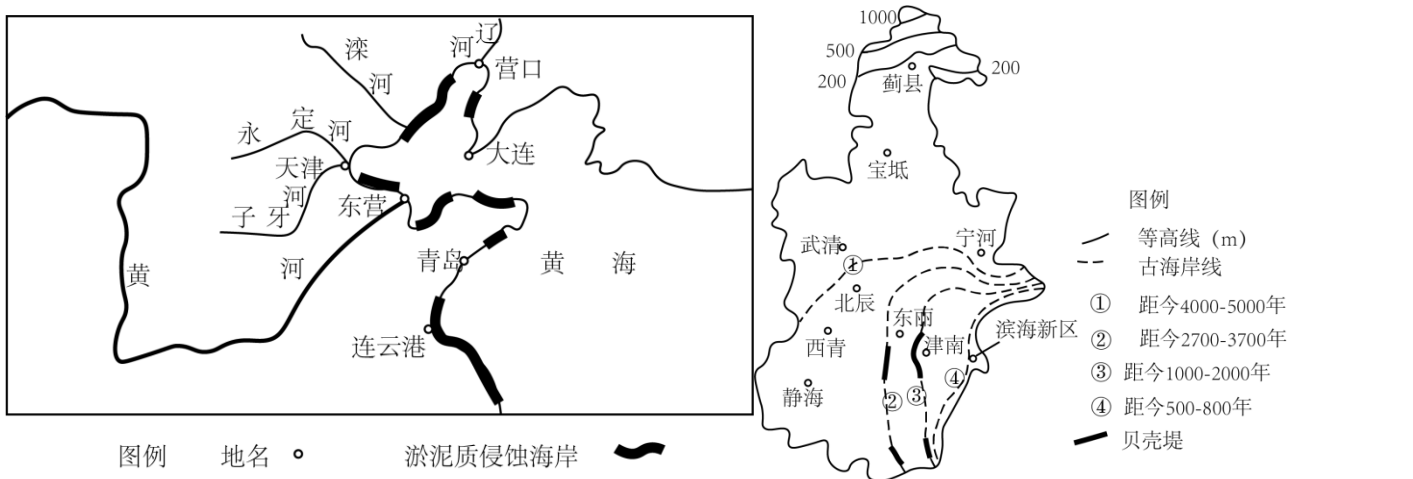 滦河
辽河
营口
永定河
天津
大连
子牙河
东营
黄河
青岛
黄海
连云港
图例 地名 淤泥质侵蚀海岸
1000
500
200
200
蓟县
宝坻
武清
宁河
①
北辰
东丽
西青
津南
滨海新区
静海
②
③
④
图例
等高线(m)
古海岸线
① 距今4000-5000年
② 距今2700-3700年
③ 距今1000-2000年
④ 距今500-800年
贝壳堤